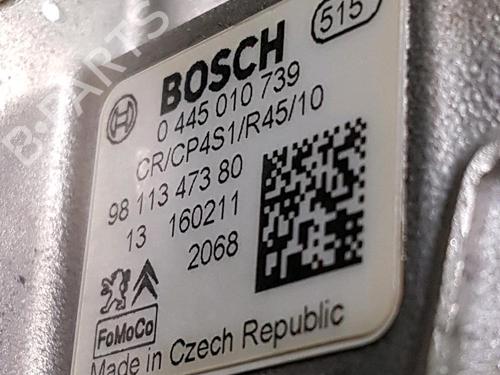 B-PARTS
515
BOSCH
0 445 010 739
CR/CP4S1/R45/10
98 113 473 80
13 160211
2068
FoMoCo
Made in Czech Republic